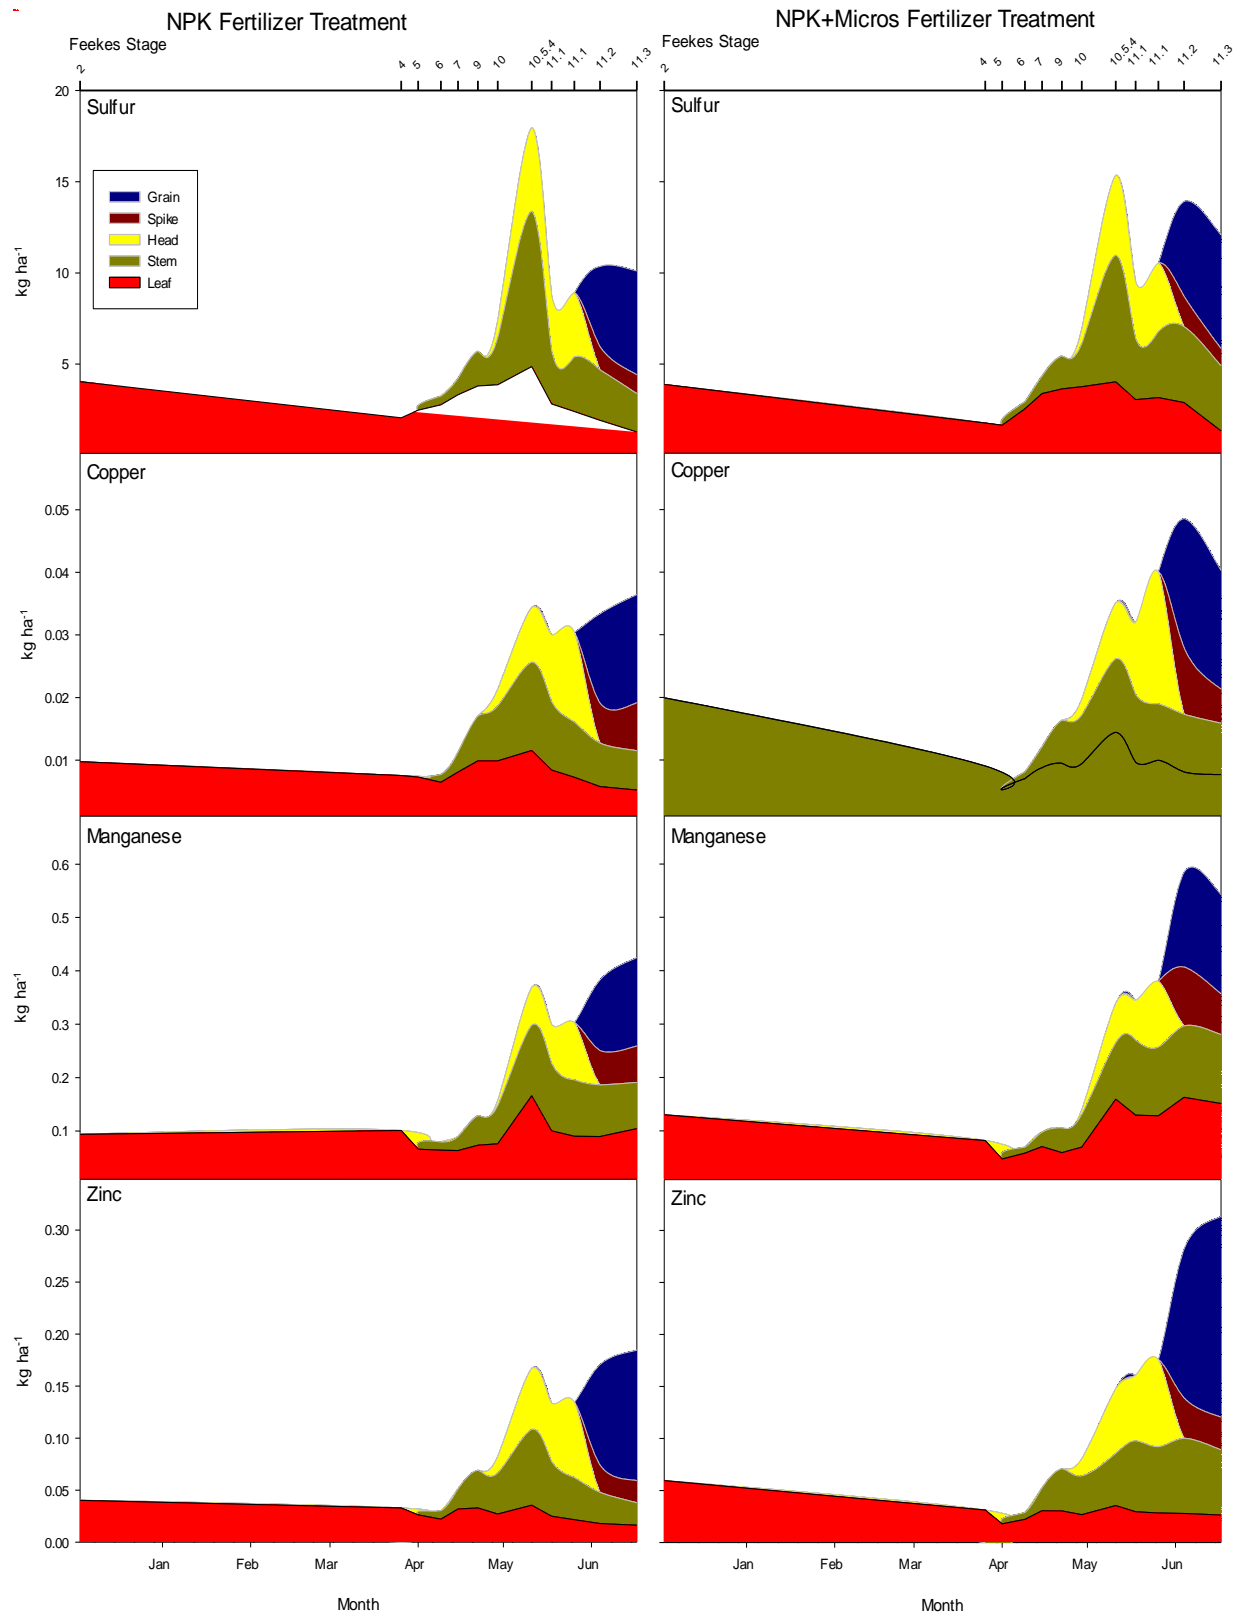 NPK Fertilizer Treatment
NPK+Micros Fertilizer Treatment
Feekes Stage
2 4 5 6 7 9 10 10.5.4 11.1 11.1 11.2 11.3
Feekes Stage
2 4 5 6 7 9 10 10.5.4 11.1 11.1 11.2 11.3
Sulfur
20
15
10
5
kg ha-1
Grain
Spike
Head
Stem
Leaf
Sulfur
Copper
0.05
0.04
0.03
0.02
0.01
kg ha-1
Copper
Manganese
0.6
0.5
0.4
0.3
0.2
0.1
kg ha-1
Manganese
Zinc
0.30
0.25
0.20
0.15
0.10
0.05
0.00
kg ha-1
Zinc
Jan Feb Mar Apr May Jun
Month
Jan Feb Mar Apr May Jun
Month